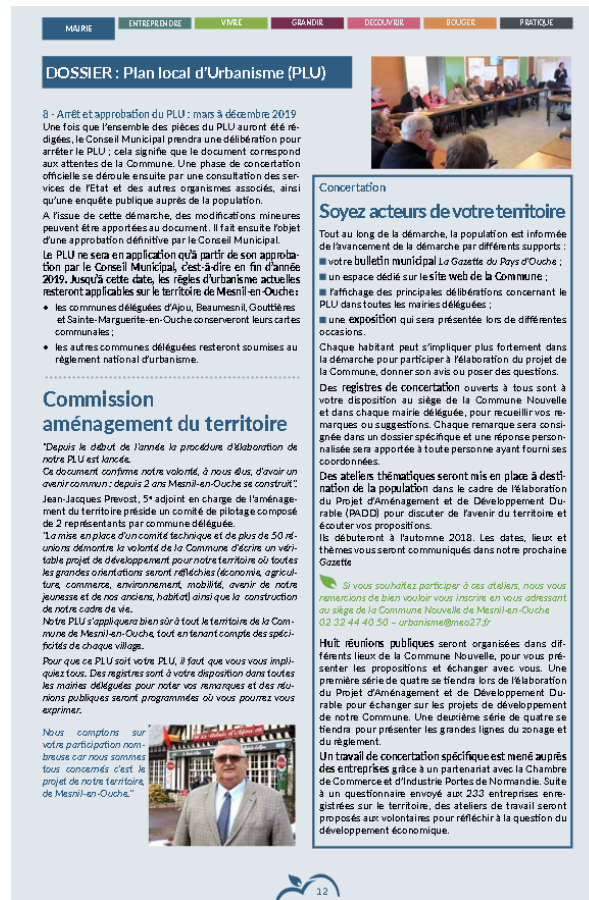 MAIRIE
ENTREPRENDRE
VIVRE
GRANDIR
DECOUVRIR
BOUGER
PRATIQUE
DOSSIER : Plan local d'Urbanisme (PLU)
8 - Arrêt et approbation du PLU : mars à décembre 2019
Une fois que l'ensemble des pièces du PLU auront été ré-
digées, le Conseil Municipal prendra une délibération pour
arrêter le PLU ; cela signifie que le document correspond
aux attentes de la Commune. Une phase de concertation
officielle se déroule ensuite par une consultation des ser-
vices de l'Etat et des autres organismes associés, ainsi
qu'une enquête publique auprès de la population.
A l'issue de cette démarche, des modifications mineures
peuvent être apportées au document. Il fait ensuite l'objet
d'une approbation définitive par le Conseil Municipal.
Le PLU ne sera en application qu'à partir de son approba-
tion par le Conseil Municipal, c'est-à-dire en fin d'année
2019. Jusqu'à cette date, les règles d'urbanisme actuelles
resteront applicables sur le territoire de Mesnil-en-Ouche :
• les communes déléguées d'Ajou, Beaumesnil, Gouttières
et Sainte-Marguerite-en-Ouche conserveront leurs cartes
communales ;
• les autres communes déléguées resteront soumises au
règlement national d'urbanisme.
Commission
aménagement du territoire
"Depuis le début de l'année la procédure d'élaboration de
notre PLU est lancée.
Ce document confirme notre volonté, à nous élus, d'avoir un
avenir commun : depuis 2 ans Mesnil-en-Ouche se construit".
Jean-Jacques Prevost, 5e adjoint en charge de l'aménage-
ment du territoire préside un comité de pilotage composé
de 2 représentants par commune déléguée.
"La mise en place d'un comité technique et de plus de 50 ré-
unions démontre la volonté de la Commune d'écrire un véri-
table projet de développement pour notre territoire où toutes
les grandes orientations seront réfléchies (économie, agricul-
ture, commerce, environnement, mobilité, avenir de notre
jeunesse et de nos anciens, habitat) ainsi que la construction
de notre cadre de vie.
Notre PLU s'appliquera bien sûr à tout le territoire de la Com-
mune de Mesnil-en-Ouche, tout en tenant compte des spéci-
ficités de chaque village.
Pour que ce PLU soit votre PLU, il faut que vous vous impli-
quiez tous. Des registres sont à votre disposition dans toutes
les mairies déléguées pour noter vos remarques et des réu-
nions publiques seront programmées où vous pourrez vous
exprimer.
Nous comptons sur
votre participation nom-
breuse car nous sommes
tous concernés c'est le
projet de notre territoire,
de Mesnil-en-Ouche."
Concertation
Soyez acteurs de votre territoire
Tout au long de la démarche, la population est informée
de l'avancement de la démarche par différents supports :
■ votre bulletin municipal La Gazette du Pays d'Ouche ;
■ un espace dédié sur le site web de la Commune ;
■ l'affichage des principales délibérations concernant le
PLU dans toutes les mairies déléguées ;
■ une exposition qui sera présentée lors de différentes
occasions.
Chaque habitant peut s'impliquer plus fortement dans
la démarche pour participer à l'élaboration du projet de
la Commune, donner son avis ou poser des questions.
Des registres de concertation ouverts à tous sont à
votre disposition au siège de la Commune Nouvelle
et dans chaque mairie déléguée, pour recueillir vos re-
marques ou suggestions. Chaque remarque sera consi-
gnée dans un dossier spécifique et une réponse person-
nalisée sera apportée à toute personne ayant fourni ses
coordonnées.
Des ateliers thématiques seront mis en place à desti-
nation de la population dans le cadre de l'élaboration
du Projet d'Aménagement et de Développement Du-
rable (PADD) pour discuter de l'avenir du territoire et
écouter vos propositions.
Ils débuteront à l'automne 2018. Les dates, lieux et
thèmes vous seront communiqués dans notre prochaine
Gazette
Si vous souhaitez participer à ces ateliers, nous vous
remercions de bien vouloir vous inscrire en vous adressant
au siège de la Commune Nouvelle de Mesnil-en-Ouche
02 32 44 40 50 – urbanisme@meo27.fr
Huit réunions publiques seront organisées dans dif-
férents lieux de la Commune Nouvelle, pour vous pré-
senter les propositions et échanger avec vous. Une
première série de quatre se tiendra lors de l'élaboration
du Projet d'Aménagement et de Développement Du-
rable pour échanger sur les projets de développement
de notre Commune. Une deuxième série de quatre se
tiendra pour présenter les grandes lignes du zonage et
du règlement.
Un travail de concertation spécifique est mené auprès
des entreprises grâce à un partenariat avec la Chambre
de Commerce et d'Industrie Portes de Normandie. Suite
à un questionnaire envoyé aux 233 entreprises enre-
gistrées sur le territoire, des ateliers de travail seront
proposés aux volontaires pour réfléchir à la question du
développement économique.
12